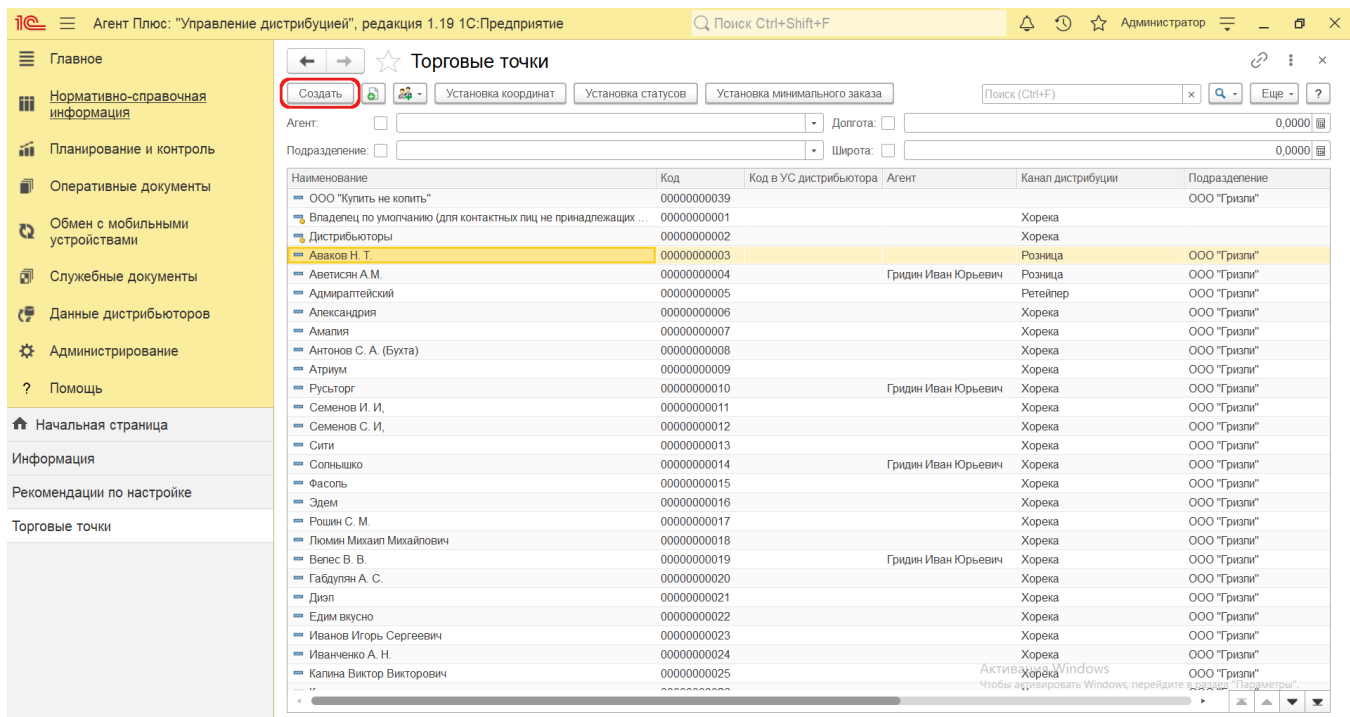 Агент Плюс: "Управление дистрибуцией", редакция 1.19 1С:Предприятие
Поиск Ctrl+Shift+F
Администратор
Главное
Нормативно-справочная
информация
Планирование и контроль
Оперативные документы
Обмен с мобильными
устройствами
Служебные документы
Данные дистрибьюторов
Администрирование
? Помощь
Начальная страница
Информация
Рекомендации по настройке
Торговые точки
Торговые точки
Создать Установка координат Установка статусов Установка минимального заказа Поиск (Ctrl+F) × Еще ?
Агент: Долгота: 0,0000
Подразделение: Широта: 0,0000
Наименование Код Код в УС дистрибьютора Агент Канал дистрибуции Подразделение
ООО "Купить не копить" 00000000039 ООО "Гризли"
Владелец по умолчанию (для контактных лиц не принадлежащих ... 00000000001 Хорека
Дистрибьюторы 00000000002 Хорека
Аваков Н. Т. 00000000003 Розница ООО "Гризли"
Аветисян А.М. 00000000004 Гридин Иван Юрьевич Розница ООО "Гризли"
Адмиралтейский 00000000005 Ретейлер ООО "Гризли"
Александрия 00000000006 Хорека ООО "Гризли"
Амалия 00000000007 Хорека ООО "Гризли"
Антонов С. А. (Бухта) 00000000008 Хорека ООО "Гризли"
Атриум 00000000009 Хорека ООО "Гризли"
Русьторг 00000000010 Гридин Иван Юрьевич Хорека ООО "Гризли"
Семенов И. И, 00000000011 Хорека ООО "Гризли"
Семенов С. И, 00000000012 Хорека ООО "Гризли"
Сити 00000000013 Хорека ООО "Гризли"
Солнышко 00000000014 Гридин Иван Юрьевич Хорека ООО "Гризли"
Фасоль 00000000015 Хорека ООО "Гризли"
Эдем 00000000016 Хорека ООО "Гризли"
Рошин С. М. 00000000017 Хорека ООО "Гризли"
Люмин Михаил Михайлович 00000000018 Хорека ООО "Гризли"
Велес В. В. 00000000019 Гридин Иван Юрьевич Хорека ООО "Гризли"
Габдулян А. С. 00000000020 Хорека ООО "Гризли"
Диэл 00000000021 Хорека ООО "Гризли"
Едим вкусно 00000000022 Хорека ООО "Гризли"
Иванов Игорь Сергеевич 00000000023 Хорека ООО "Гризли"
Иванченко А. Н. 00000000024 Хорека ООО "Гризли"
Калина Виктор Викторович 00000000025 Хорека ООО "Гризли"
Активация Windows
Чтобы активировать Windows, перейдите в раздел "Параметры".